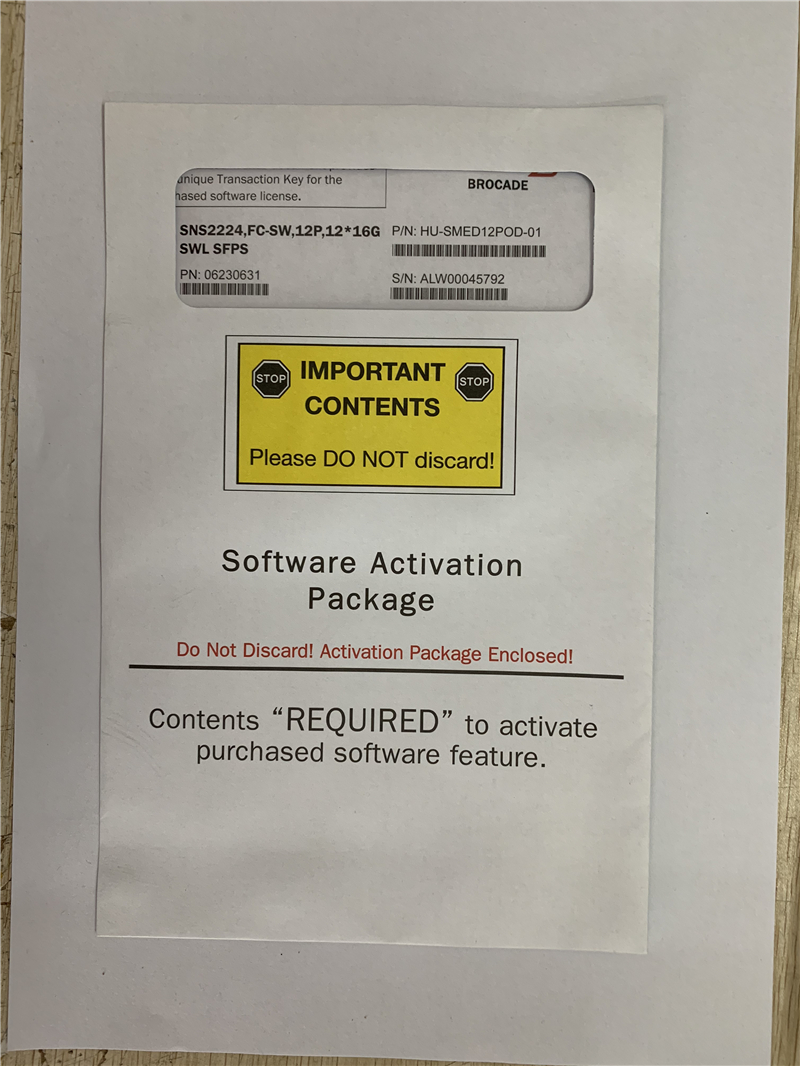 unique Transaction Key for the
hased software license.
BROCADE
SNS2224,FC-SW,12P,12*16G
SWL SFPS
PN: 06230631
P/N: HU-SMED12POD-01
S/N: ALW00045792
STOP IMPORTANT STOP
CONTENTS
Please DO NOT discard!
Software Activation
Package
Do Not Discard! Activation Package Enclosed!
Contents “REQUIRED” to activate
purchased software feature.